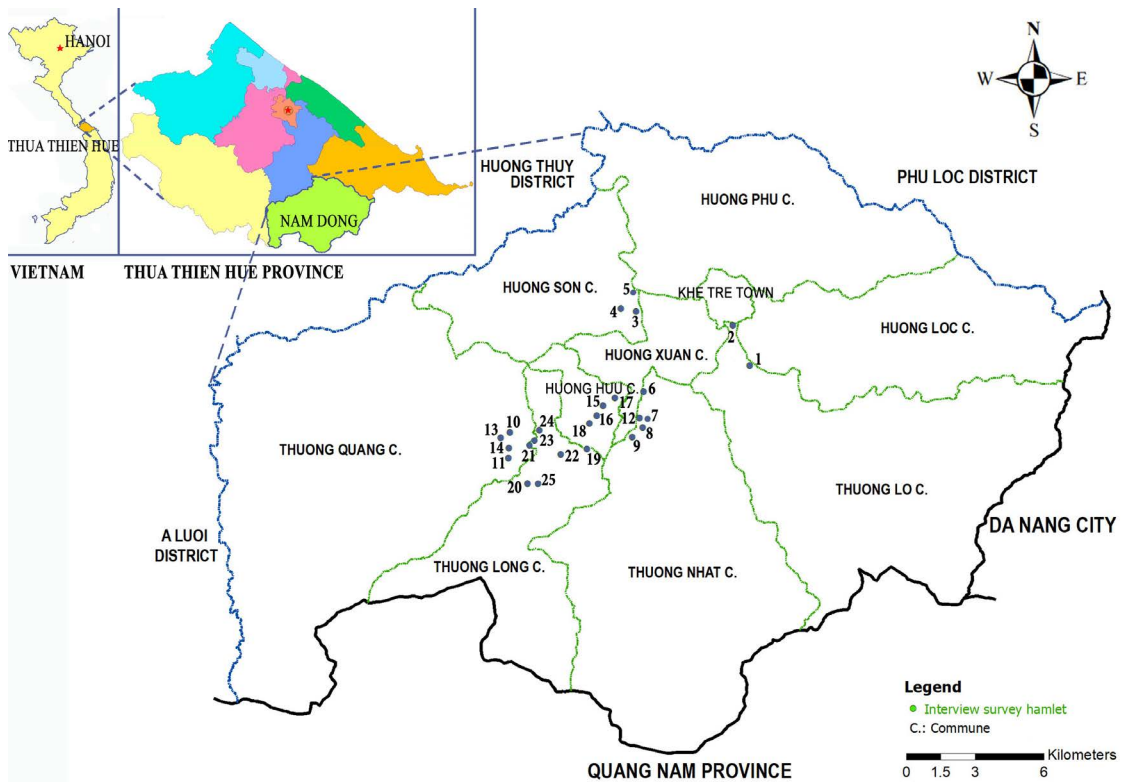 HANOI
THUA THIEN HUE
NAM DONG
VIETNAM
THUA THIEN HUE PROVINCE
N
W
E
S
HUONG THUY
DISTRICT
HUONG PHU C.
PHU LOC DISTRICT
HUONG SON C.
KHE TRE TOWN
HUONG LOC C.
5
4
3
2
1
HUONG XUAN C.
HUONG HUU C.
6
15
17
16
12
7
18
8
9
10
13
14
11
24
23
21
22
19
20
25
THUONG QUANG C.
THUONG LO C.
A LUOI
DISTRICT
DA NANG CITY
THUONG LONG C.
THUONG NHAT C.
QUANG NAM PROVINCE
Legend
Interview survey hamlet
C.: Commune
Kilometers
0 1.5 3 6